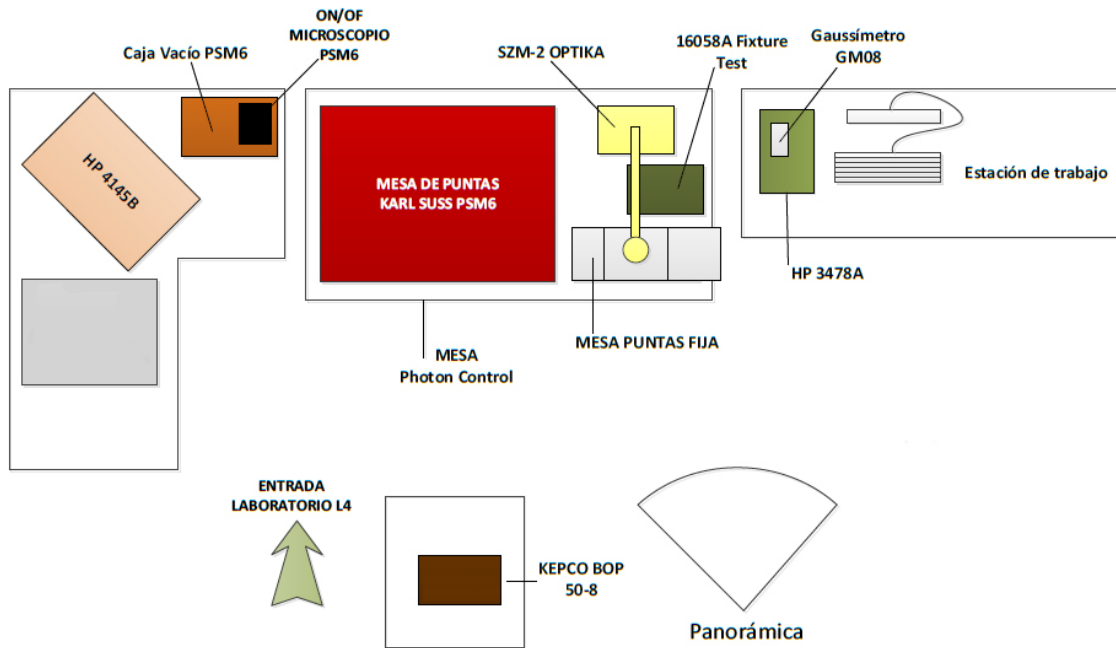 ON/OF
MICROSCOPIO
PSM6
Caja Vacío PSM6
SZM-2 OPTIKA
16058A Fixture
Test
Gaussímetro
GM08
HP 4145B
MESA DE PUNTAS
KARL SUSS PSM6
Estación de trabajo
HP 3478A
MESA PUNTAS FIJA
MESA
Photon Control
ENTRADA
LABORATORIO L4
KEPCO BOP
50-8
Panorámica